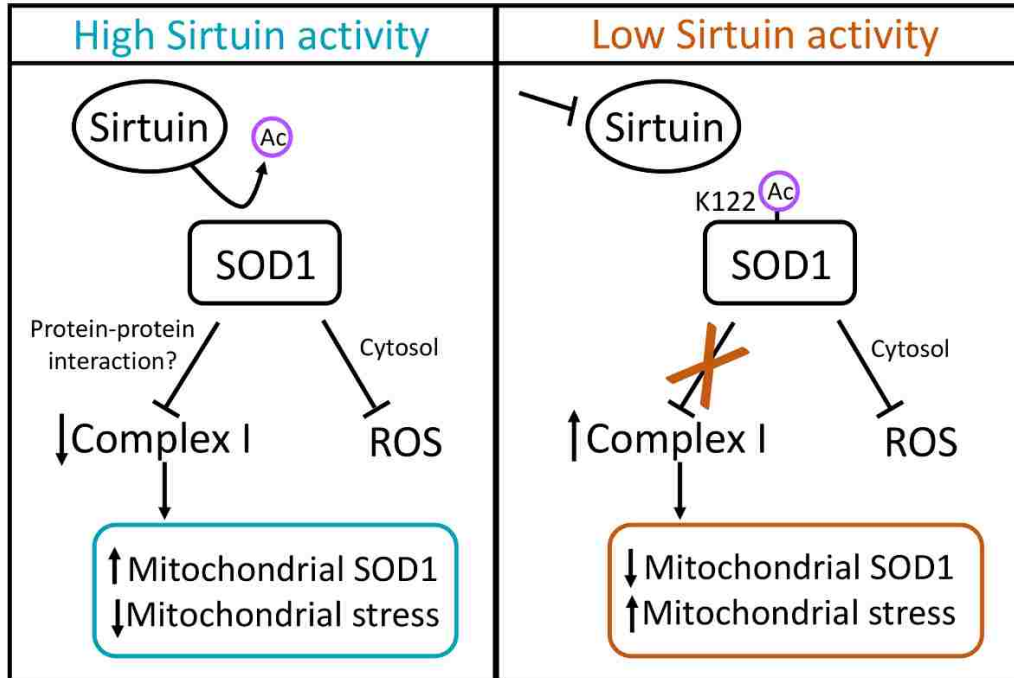 High Sirtuin activity
Sirtuin
Ac
SOD1
Protein-protein
interaction?
Cytosol
↓Complex I
ROS
↑Mitochondrial SOD1
↓Mitochondrial stress
Low Sirtuin activity
Sirtuin
K122
Ac
SOD1
Cytosol
↑Complex I
ROS
↓Mitochondrial SOD1
↑Mitochondrial stress